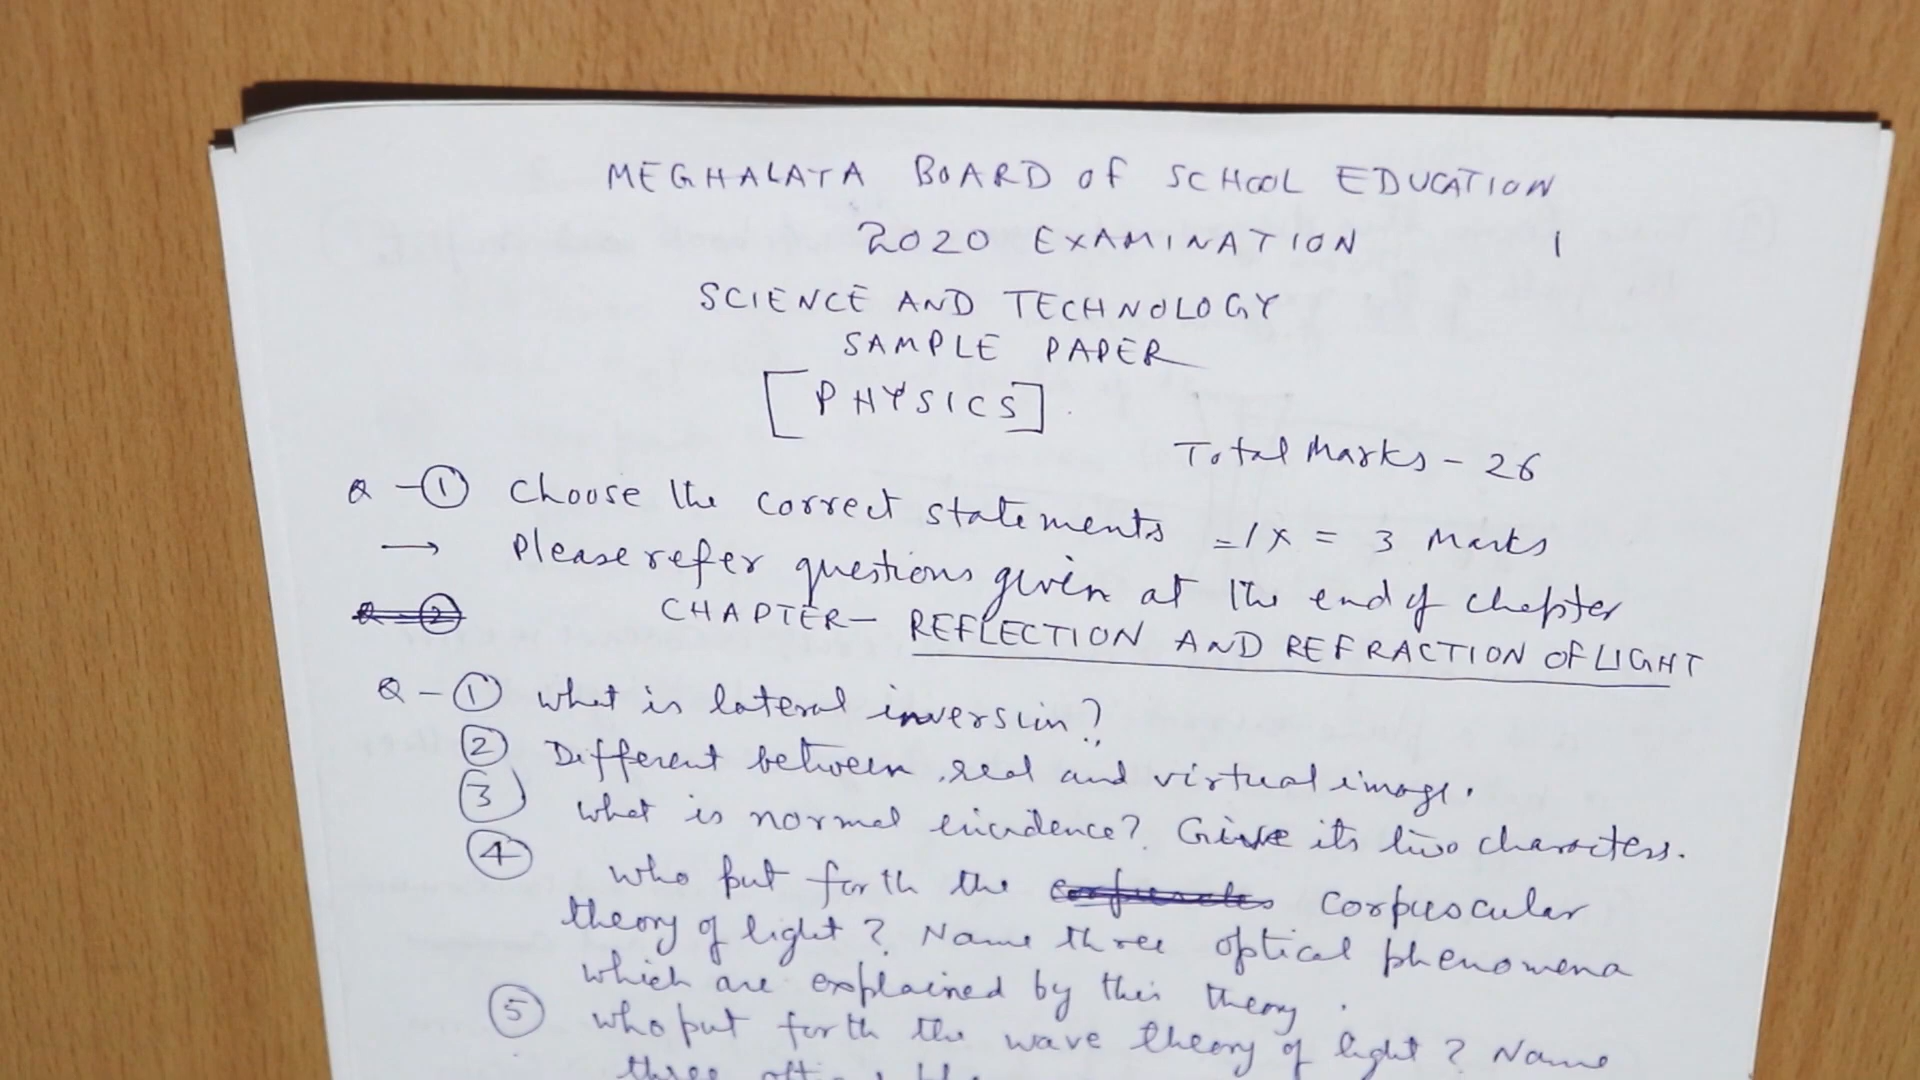 MEGHALAYA BOARD OF SCHOOL EDUCATION
2020 EXAMINATION 1
SCIENCE AND TECHNOLOGY
SAMPLE PAPER
[PHYSICS]
Total Marks - 26
Q - 1 Choose the correct statements = 1 x = 3 Marks
→ Please refer questions given at the end of chapter
CHAPTER - REFLECTION AND REFRACTION OF LIGHT
Q - 1 What is lateral inversion?
2 Different between real and virtual image.
3 What is normal incidence? Give its two characters.
4 Who put forth the corpuscular
theory of light? Name three optical phenomena
which are explained by this theory.
5 Who put forth the wave theory of light? Name
three